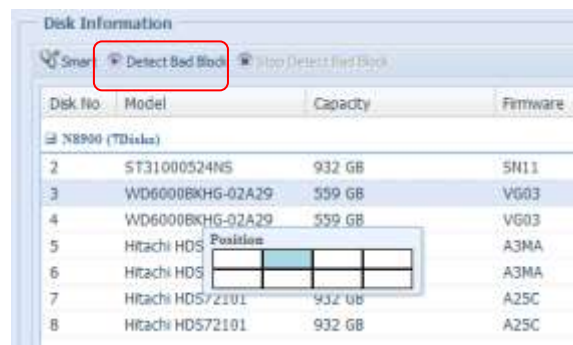 Disk Information
Smart Detect Bad Block Stop Detect Bad Block
Disk No Model Capacity Firmware
N8900 (7Disks)
2 ST31000524NS 932 GB SN11
3 WD6000BKHG-02A29 559 GB VG03
4 WD6000BKHG-02A29 559 GB VG03
5 Hitachi HDS A3MA
Position
6 Hitachi HDS A3MA
7 Hitachi HDS72101 932 GB A25C
8 Hitachi HDS72101 932 GB A25C